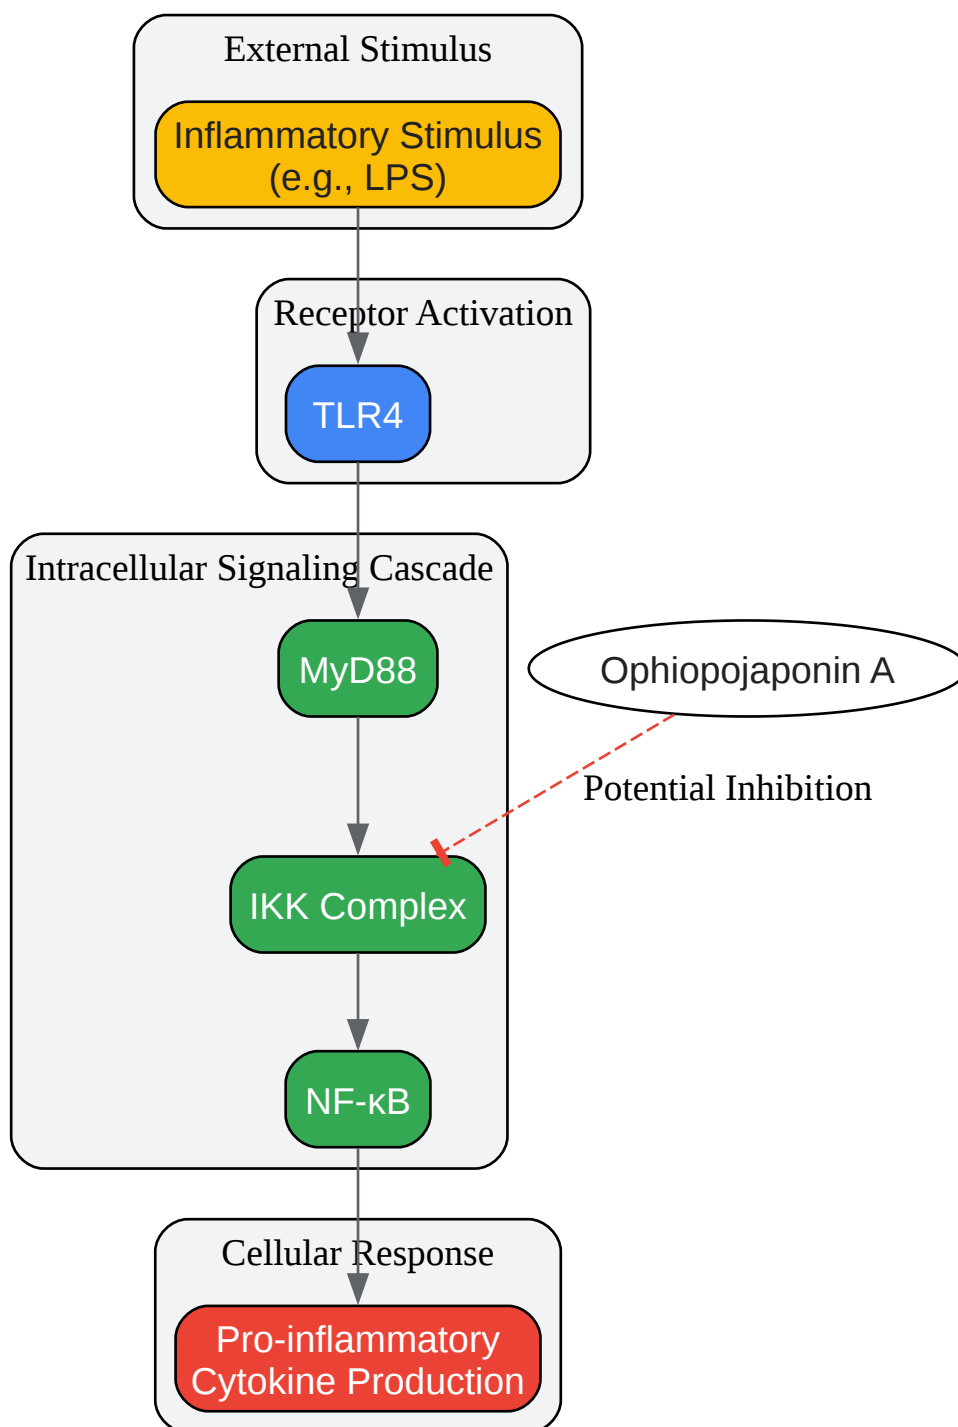 External Stimulus
Inflammatory Stimulus
(e.g., LPS)
Receptor Activation
TLR4
Intracellular Signaling Cascade
MyD88
Ophiopojaponin A
Potential Inhibition
IKK Complex
NF-κB
Cellular Response
Pro-inflammatory
Cytokine Production